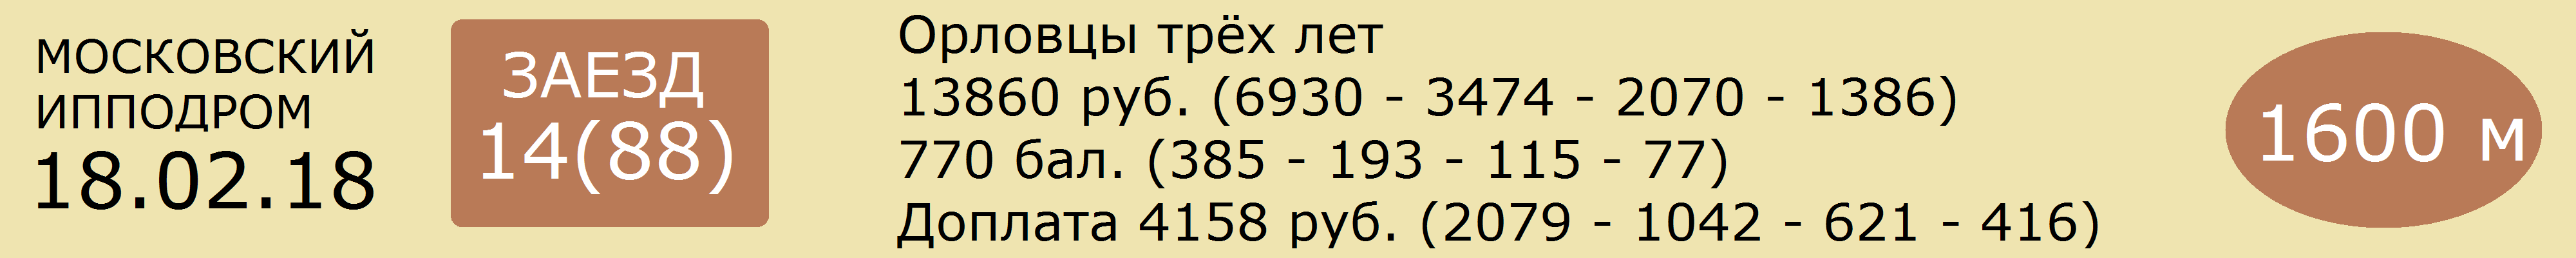 МОСКОВСКИЙ
ИППОДРОМ
18.02.18
ЗАЕЗД
14(88)
Орловцы трёх лет
13860 руб. (6930 - 3474 - 2070 - 1386)
770 бал. (385 - 193 - 115 - 77)
Доплата 4158 руб. (2079 - 1042 - 621 - 416)
1600 м